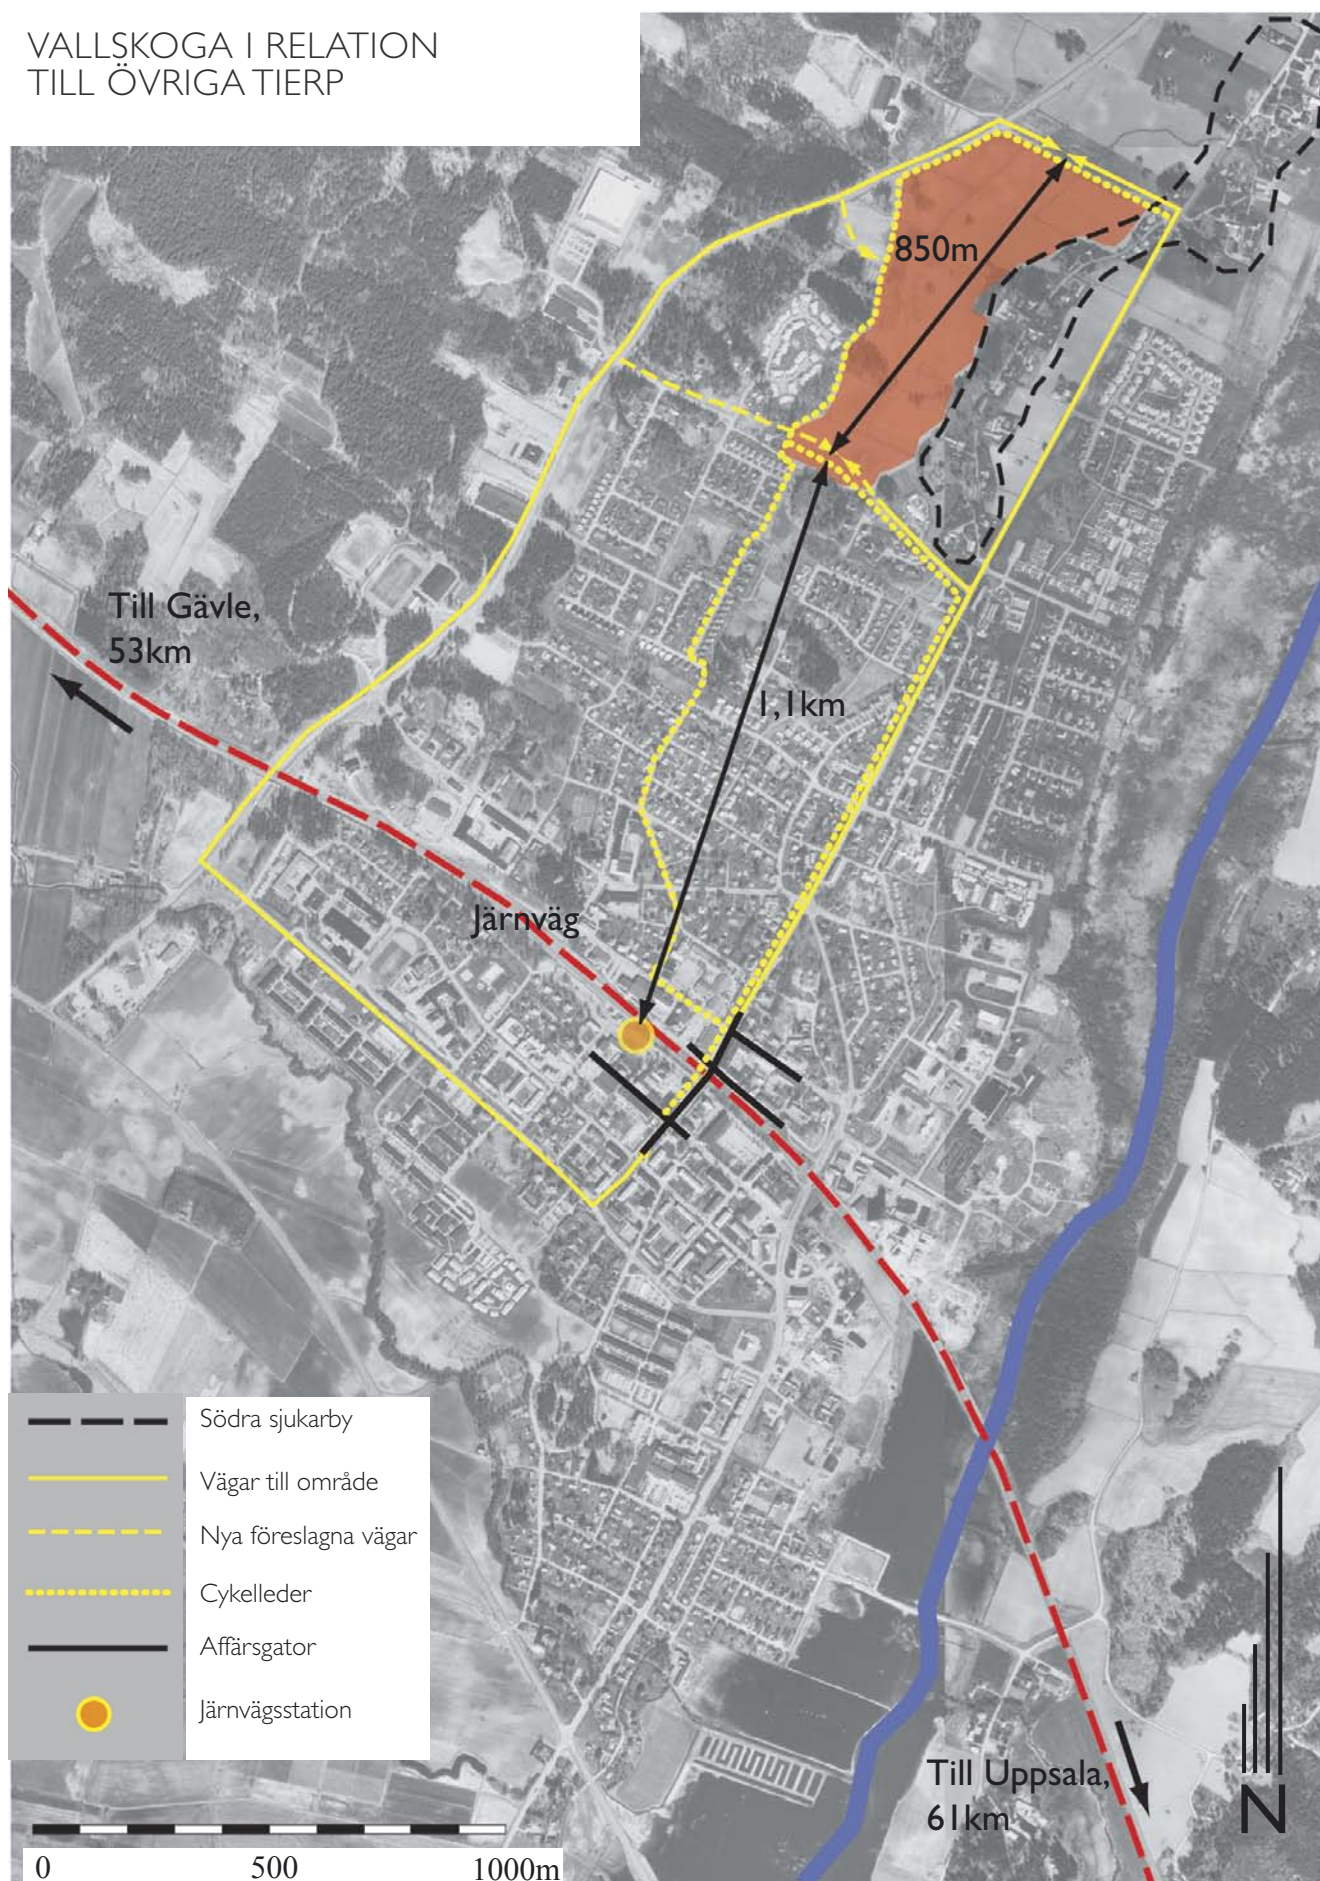 VALLSKOGA I RELATION
TILL ÖVRIGA TIERP
850m
Till Gävle,
53km
1,1km
Järnväg
Södra sjukarby
Vägar till område
Nya föreslagna vägar
Cykelleder
Affärsgator
Järnvägsstation
Till Uppsala,
61km
N
0 500 1000m